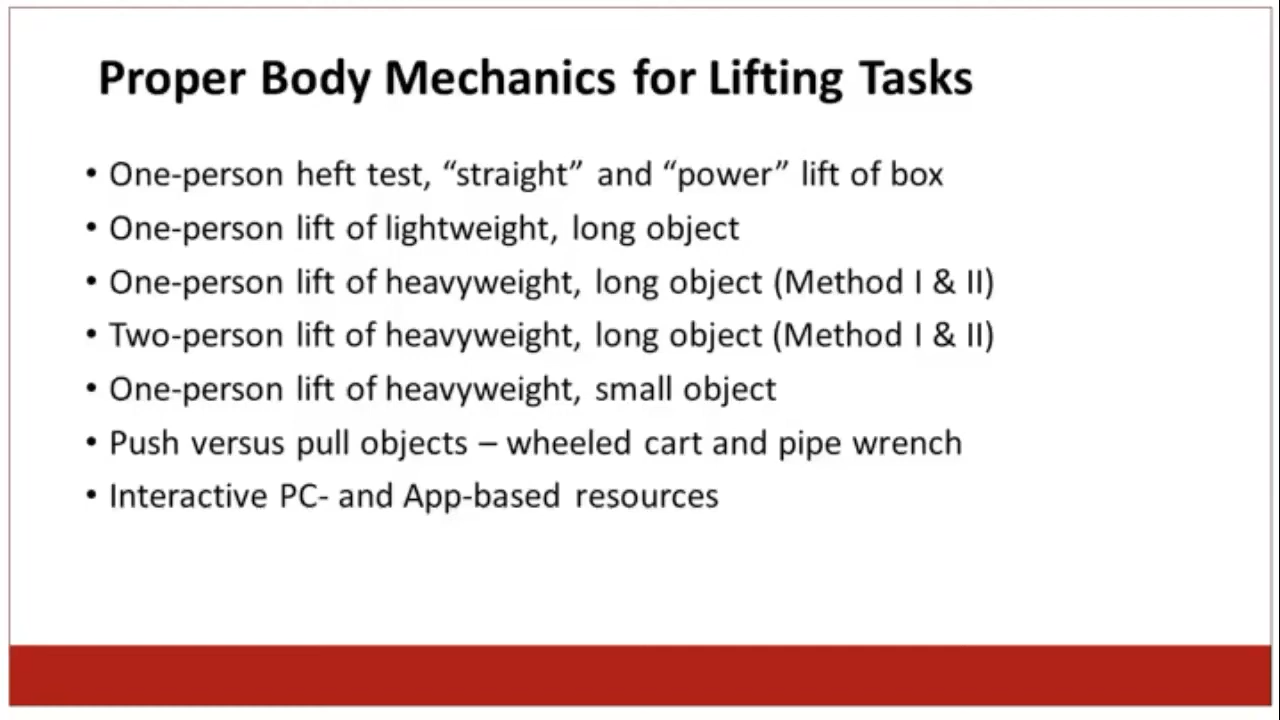 Proper Body Mechanics for Lifting Tasks
• One-person heft test, “straight” and “power” lift of box
• One-person lift of lightweight, long object
• One-person lift of heavyweight, long object (Method I & II)
• Two-person lift of heavyweight, long object (Method I & II)
• One-person lift of heavyweight, small object
• Push versus pull objects – wheeled cart and pipe wrench
• Interactive PC- and App-based resources